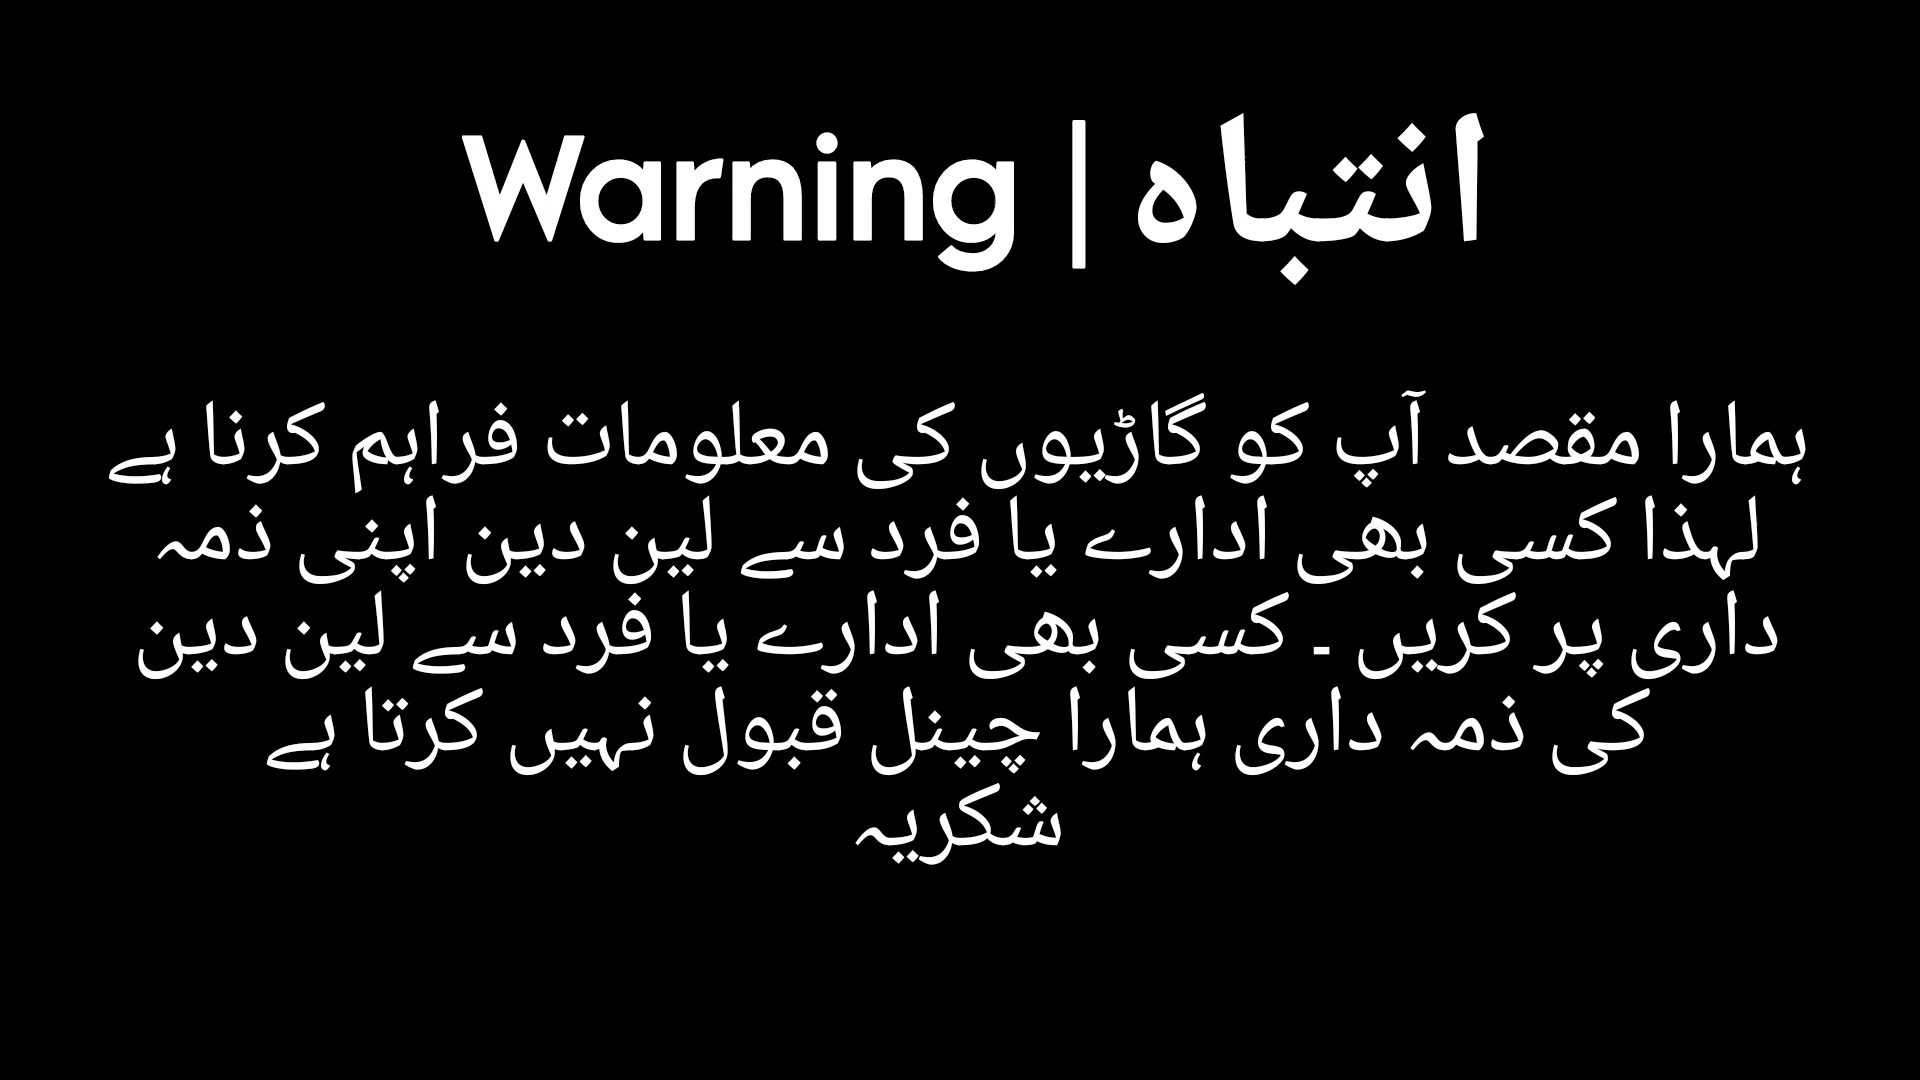 Warning | انتباہ
ہمارا مقصد آپ کو گاڑیوں کی معلومات فراہم کرنا ہے
لہذا کسی بھی ادارے یا فرد سے لین دین اپنی ذمہ
داری پر کریں ۔ کسی بھی ادارے یا فرد سے لین دین
کی ذمہ داری ہمارا چینل قبول نہیں کرتا ہے
شکریہ